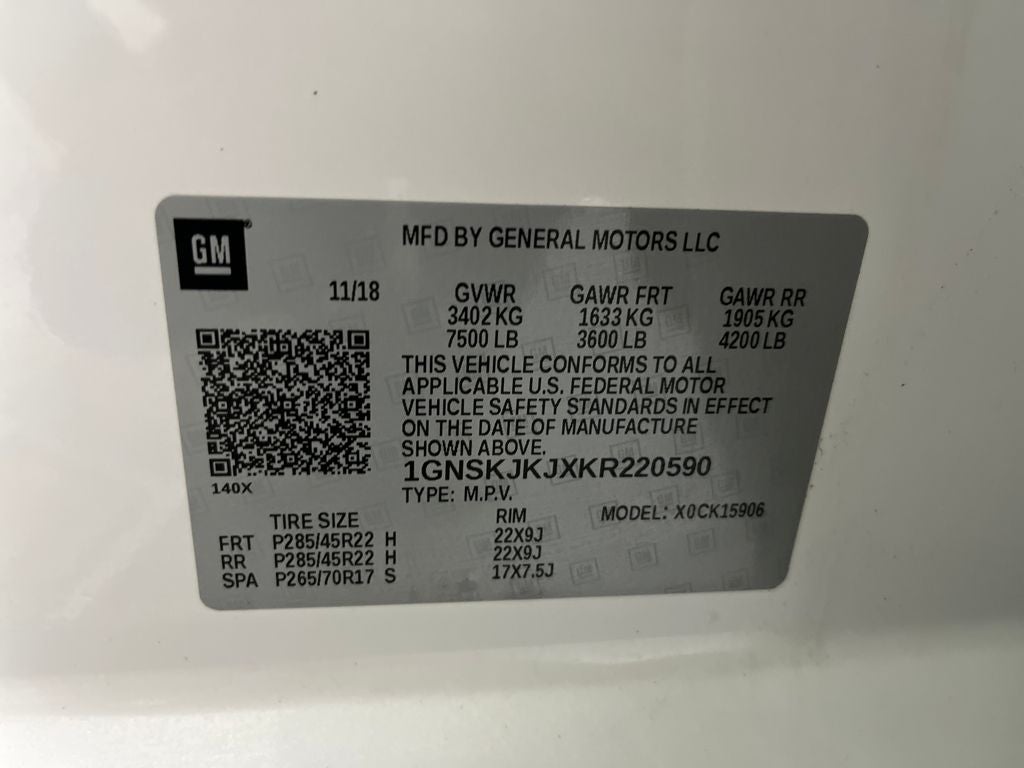 GM
MFD BY GENERAL MOTORS LLC
11/18 GVWR GAWR FRT GAWR RR
3402 KG 1633 KG 1905 KG
7500 LB 3600 LB 4200 LB
THIS VEHICLE CONFORMS TO ALL
APPLICABLE U.S. FEDERAL MOTOR
VEHICLE SAFETY STANDARDS IN EFFECT
ON THE DATE OF MANUFACTURE
SHOWN ABOVE.
1GNSKJKJXKR220590
140X
TYPE: M.P.V.
MODEL: X0CK15906
TIRE SIZE RIM
FRT P285/45R22 H 22X9J
RR P285/45R22 H 22X9J
SPA P265/70R17 S 17X7.5J